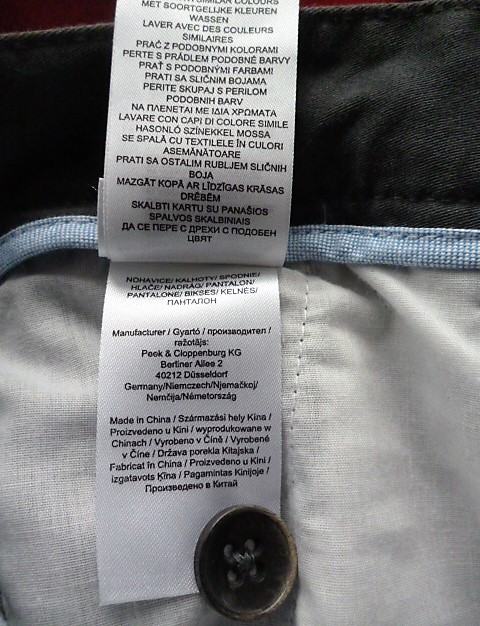 WITH SIMILAR COLOURS
MET SOORTGELIJKE KLEUREN
WASSEN
LAVER AVEC DES COULEURS
SIMILAIRES
PRAĆ Z PODOBNYMI KOLORAMI
PERTE S PRÁDLEM PODOBNÉ BARVY
PRAŤ S PODOBNÝMI FARBAMI
PRATI SA SLIČNIM BOJAMA
PERITE SKUPAJ S PERILOM
PODOBNIH BARV
ΝΑ ΠΛΕΝΕΤΑΙ ΜΕ ΙΔΙΑ ΧΡΩΜΑΤΑ
LAVARE CON CAPI DI COLORE SIMILE
HASONLÓ SZÍNEKKEL MOSSA
SE SPALĂ CU TEXTILELE ÎN CULORI
ASEMĂNĂTOARE
PRATI SA OSTALIM RUBLJEM SLIČNIH
BOJA
MAZGĀT KOPĀ AR LĪDZĪGAS KRĀSAS
DRĒBĒM
SKALBTI KARTU SU PANAŠIOS
SPALVOS SKALBINIAIS
ДА СЕ ПЕРЕ С ДРЕХИ С ПОДОБЕН
ЦВЯТ
NOHAVICE/ KALHOTY/ SPODNIE/
HLAČE/ NADRÁG/ PANTALON/
PANTALONE/ BIKSES/ KELNĖS/
ПАНТАЛОН
Manufacturer / Gyártó / производител /
ražotājs:
Peek & Cloppenburg KG
Berliner Allee 2
40212 Düsseldorf
Germany/Niemczech/Njemačkoj/
Nemčija/Németország
Made in China / Származási hely Kína /
Proizvedeno u Kini / wyprodukowane w
Chinach / Vyrobeno v Číně / Vyrobené
v Číne / Država porekla Kitajska /
Fabricat în China / Proizvedeno u Kini /
izgatavots Ķīna / Pagamintas Kinijoje /
Произведено в Китай